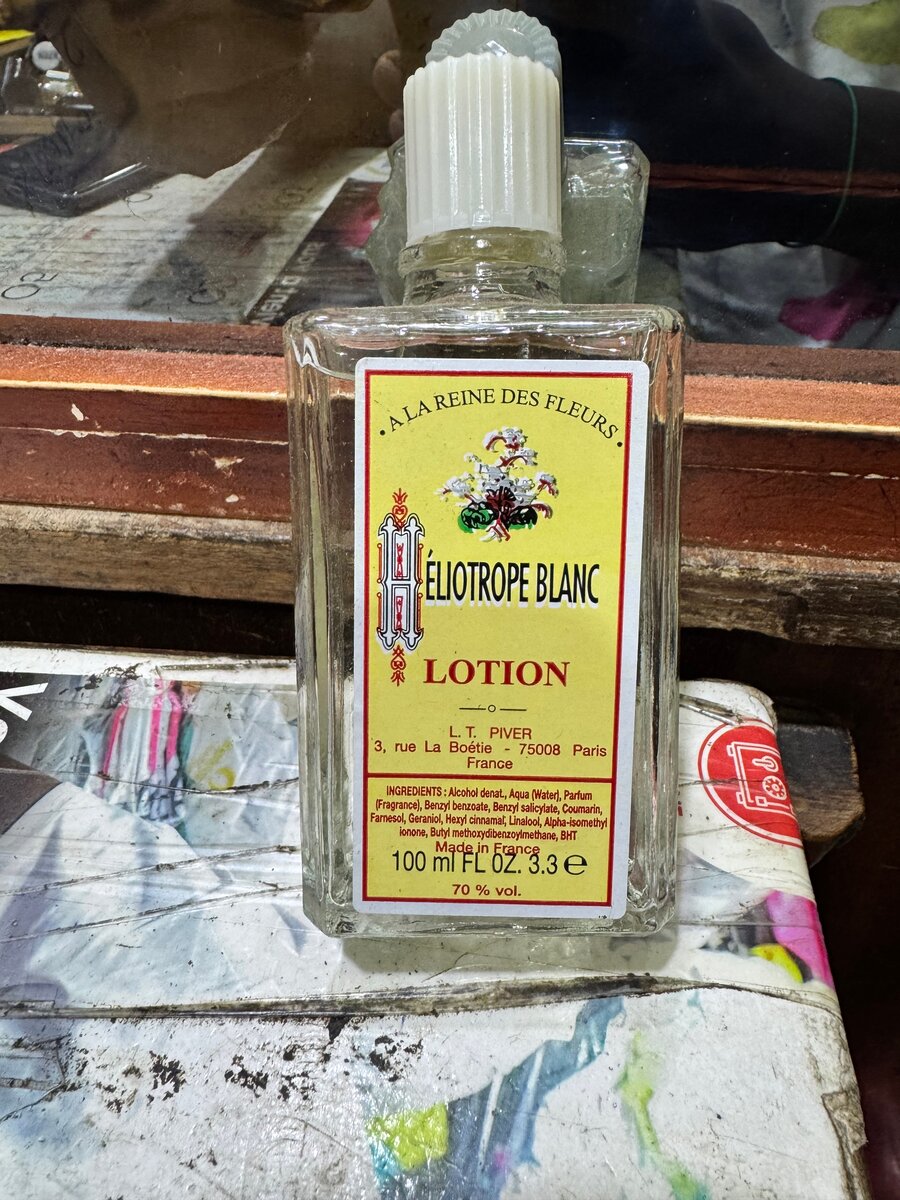 • A LA REINE DES FLEURS •
HÉLIOTROPE BLANC
LOTION
L. T. PIVER
3, rue La Boétie - 75008 Paris
France
INGREDIENTS : Alcohol denat., Aqua (Water), Parfum
(Fragrance), Benzyl benzoate, Benzyl salicylate, Coumarin,
Farnesol, Geraniol, Hexyl cinnamal, Linalool, Alpha-isomethyl
ionone, Butyl methoxydibenzoylmethane, BHT
Made in France
100 ml FL OZ. 3.3 e
70 % vol.